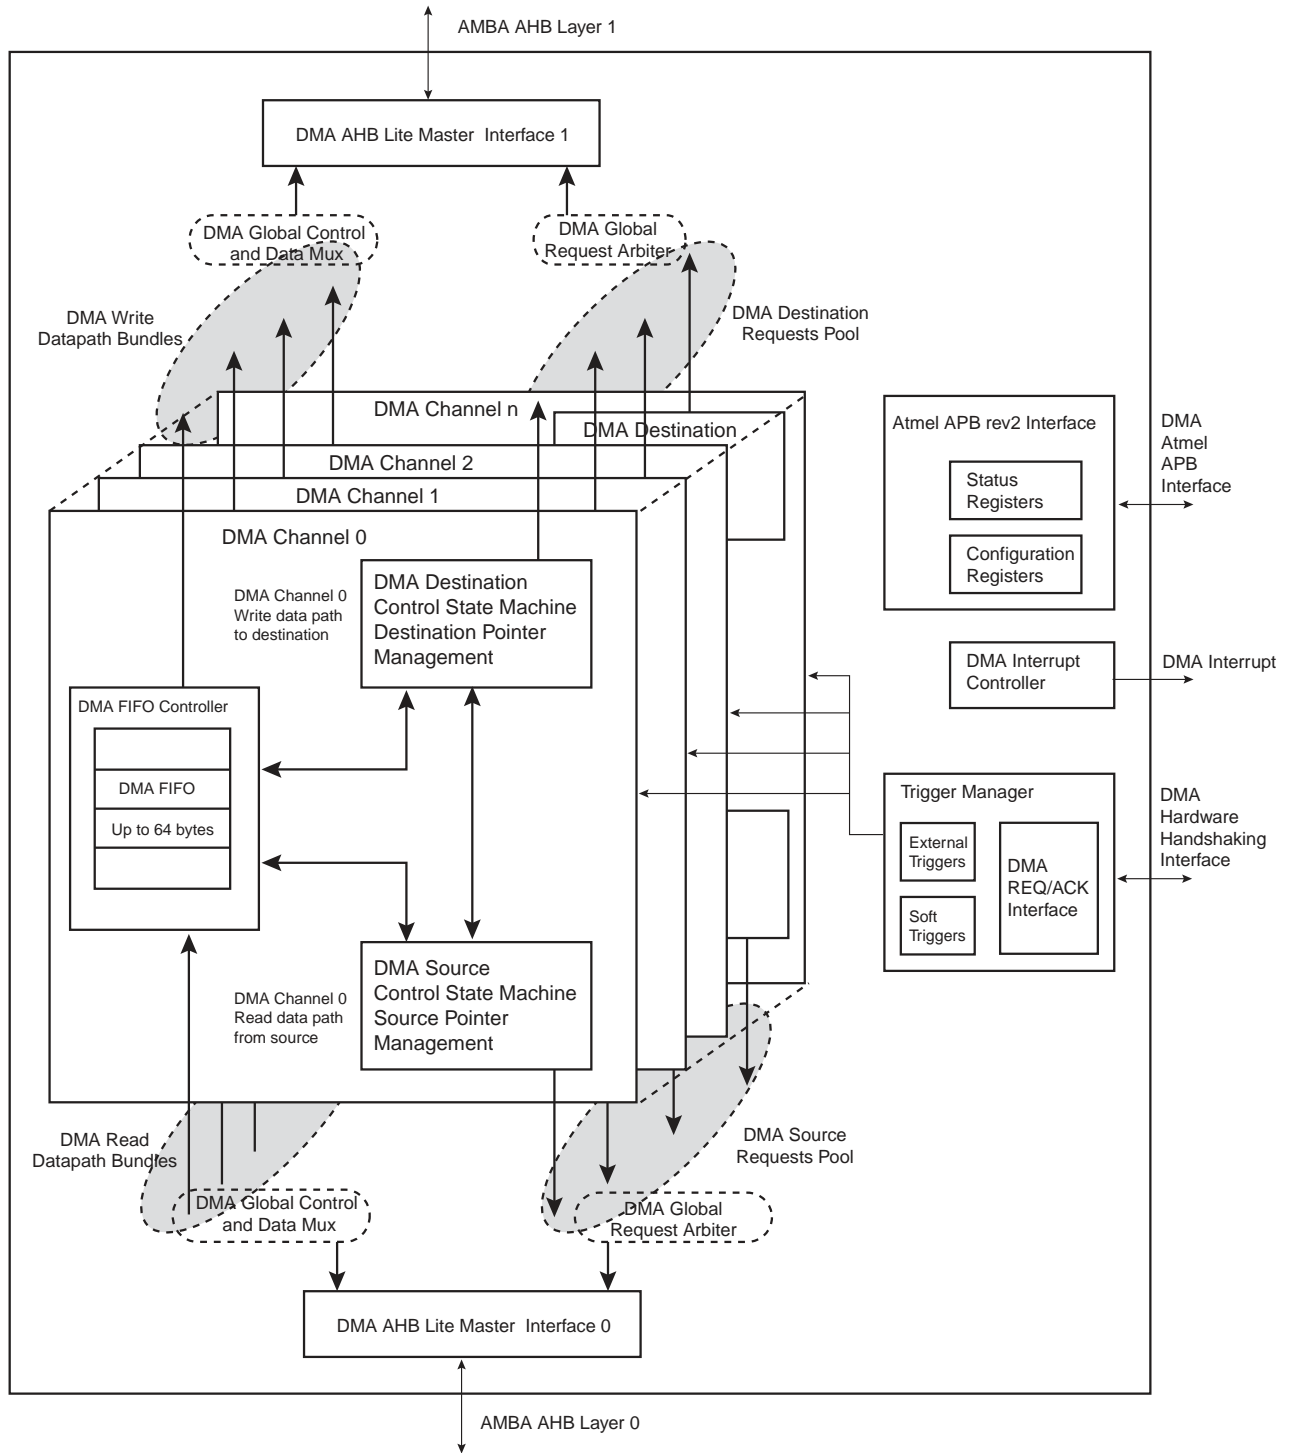 AMBA AHB Layer 1
DMA AHB Lite Master Interface 1
DMA Global Control
and Data Mux
DMA Global
Request Arbiter
DMA Write
Datapath Bundles
DMA Destination
Requests Pool
DMA Channel n
DMA Destination
DMA Channel 2
DMA Channel 1
DMA Channel 0
DMA Channel 0
Write data path
to destination
DMA Destination
Control State Machine
Destination Pointer
Management
DMA FIFO Controller
DMA FIFO
Up to 64 bytes
DMA Channel 0
Read data path
from source
DMA Source
Control State Machine
Source Pointer
Management
Atmel APB rev2 Interface
Status
Registers
Configuration
Registers
DMA
Atmel
APB
Interface
DMA Interrupt
Controller
DMA Interrupt
Trigger Manager
External
Triggers
Soft
Triggers
DMA
REQ/ACK
Interface
DMA
Hardware
Handshaking
Interface
DMA Read
Datapath Bundles
DMA Source
Requests Pool
DMA Global Control
and Data Mux
DMA Global
Request Arbiter
DMA AHB Lite Master Interface 0
AMBA AHB Layer 0